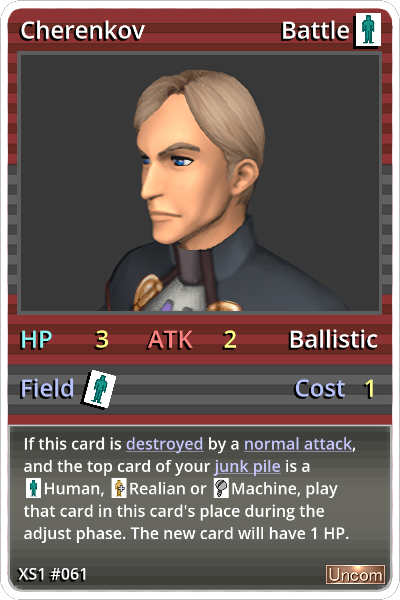 Cherenkov Battle
HP 3 ATK 2 Ballistic
Field Cost 1
If this card is destroyed by a normal attack,
and the top card of your junk pile is a
Human, Realian or Machine, play
that card in this card's place during the
adjust phase. The new card will have 1 HP.
XS1 #061 Uncom